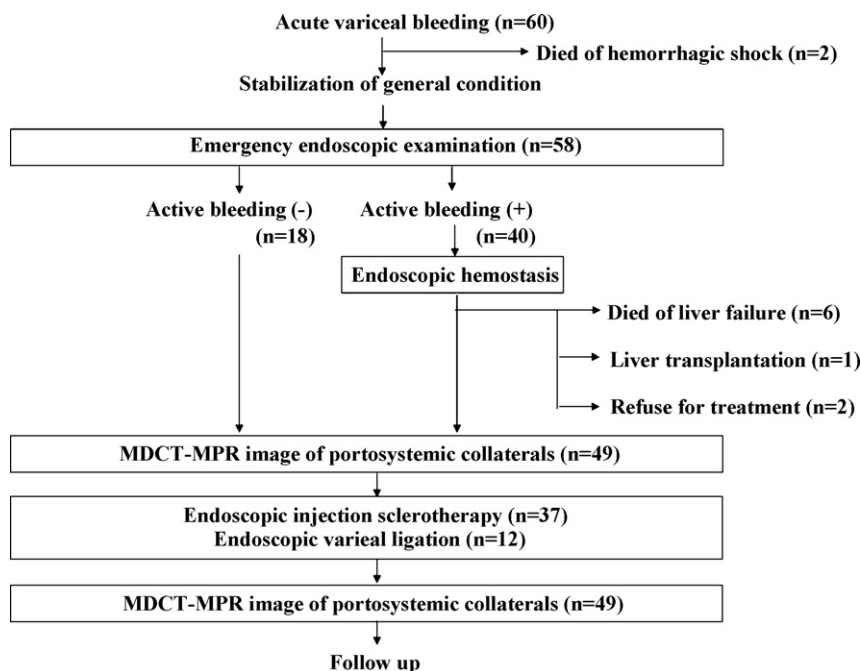 Acute variceal bleeding (n=60)
Died of hemorrhagic shock (n=2)
Stabilization of general condition
Emergency endoscopic examination (n=58)
Active bleeding (-)
(n=18)
Active bleeding (+)
(n=40)
Endoscopic hemostasis
Died of liver failure (n=6)
Liver transplantation (n=1)
Refuse for treatment (n=2)
MDCT-MPR image of portosystemic collaterals (n=49)
Endoscopic injection sclerotherapy (n=37)
Endoscopic varieal ligation (n=12)
MDCT-MPR image of portosystemic collaterals (n=49)
Follow up